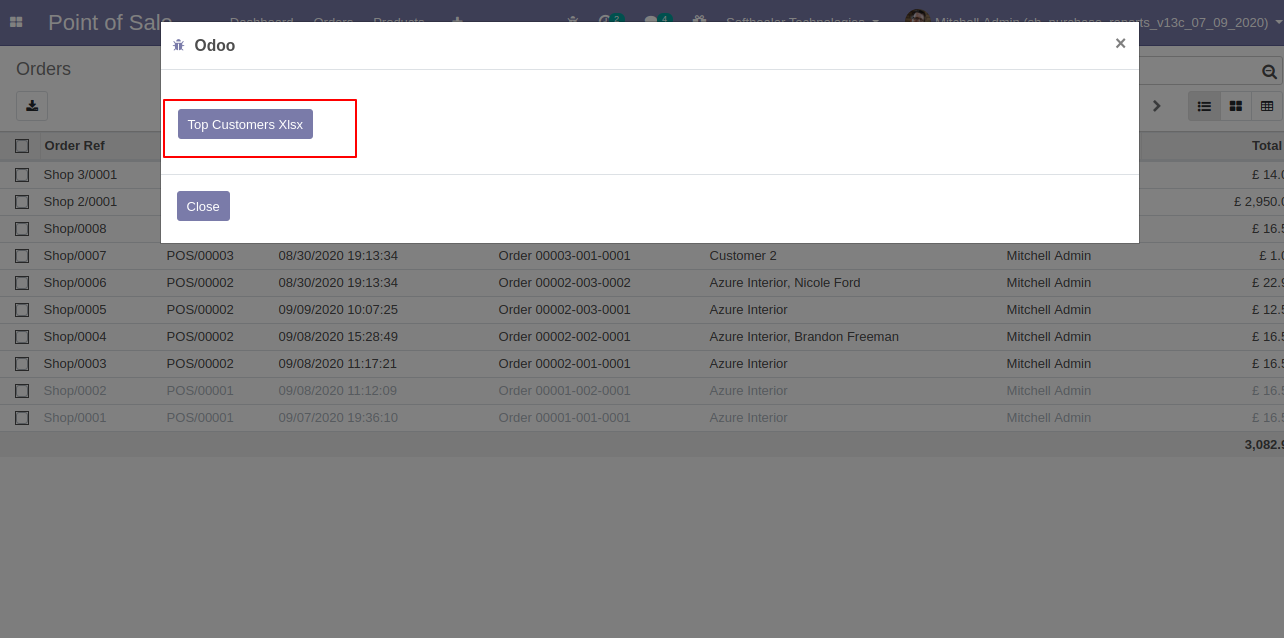 Point of Sale Dashboard Orders Products 2 4 Softhealer Technologies Mitchell Admin (sh_purchase_reports_v13c_07_09_2020)
Odoo ×
Orders
Top Customers Xlsx
Order Ref Total
Shop 3/0001 £ 14.0
Shop 2/0001 £ 2,950.0
Close
Shop/0008 £ 16.5
Shop/0007 POS/00003 08/30/2020 19:13:34 Order 00003-001-0001 Customer 2 Mitchell Admin £ 1.0
Shop/0006 POS/00002 08/30/2020 19:13:34 Order 00002-003-0002 Azure Interior, Nicole Ford Mitchell Admin £ 22.9
Shop/0005 POS/00002 09/09/2020 10:07:25 Order 00002-003-0001 Azure Interior Mitchell Admin £ 12.5
Shop/0004 POS/00002 09/08/2020 15:28:49 Order 00002-002-0001 Azure Interior, Brandon Freeman Mitchell Admin £ 16.5
Shop/0003 POS/00002 09/08/2020 11:17:21 Order 00002-001-0001 Azure Interior Mitchell Admin £ 16.5
Shop/0002 POS/00001 09/08/2020 11:12:09 Order 00001-002-0001 Azure Interior Mitchell Admin £ 16.5
Shop/0001 POS/00001 09/07/2020 19:36:10 Order 00001-001-0001 Azure Interior Mitchell Admin £ 16.5
3,082.9